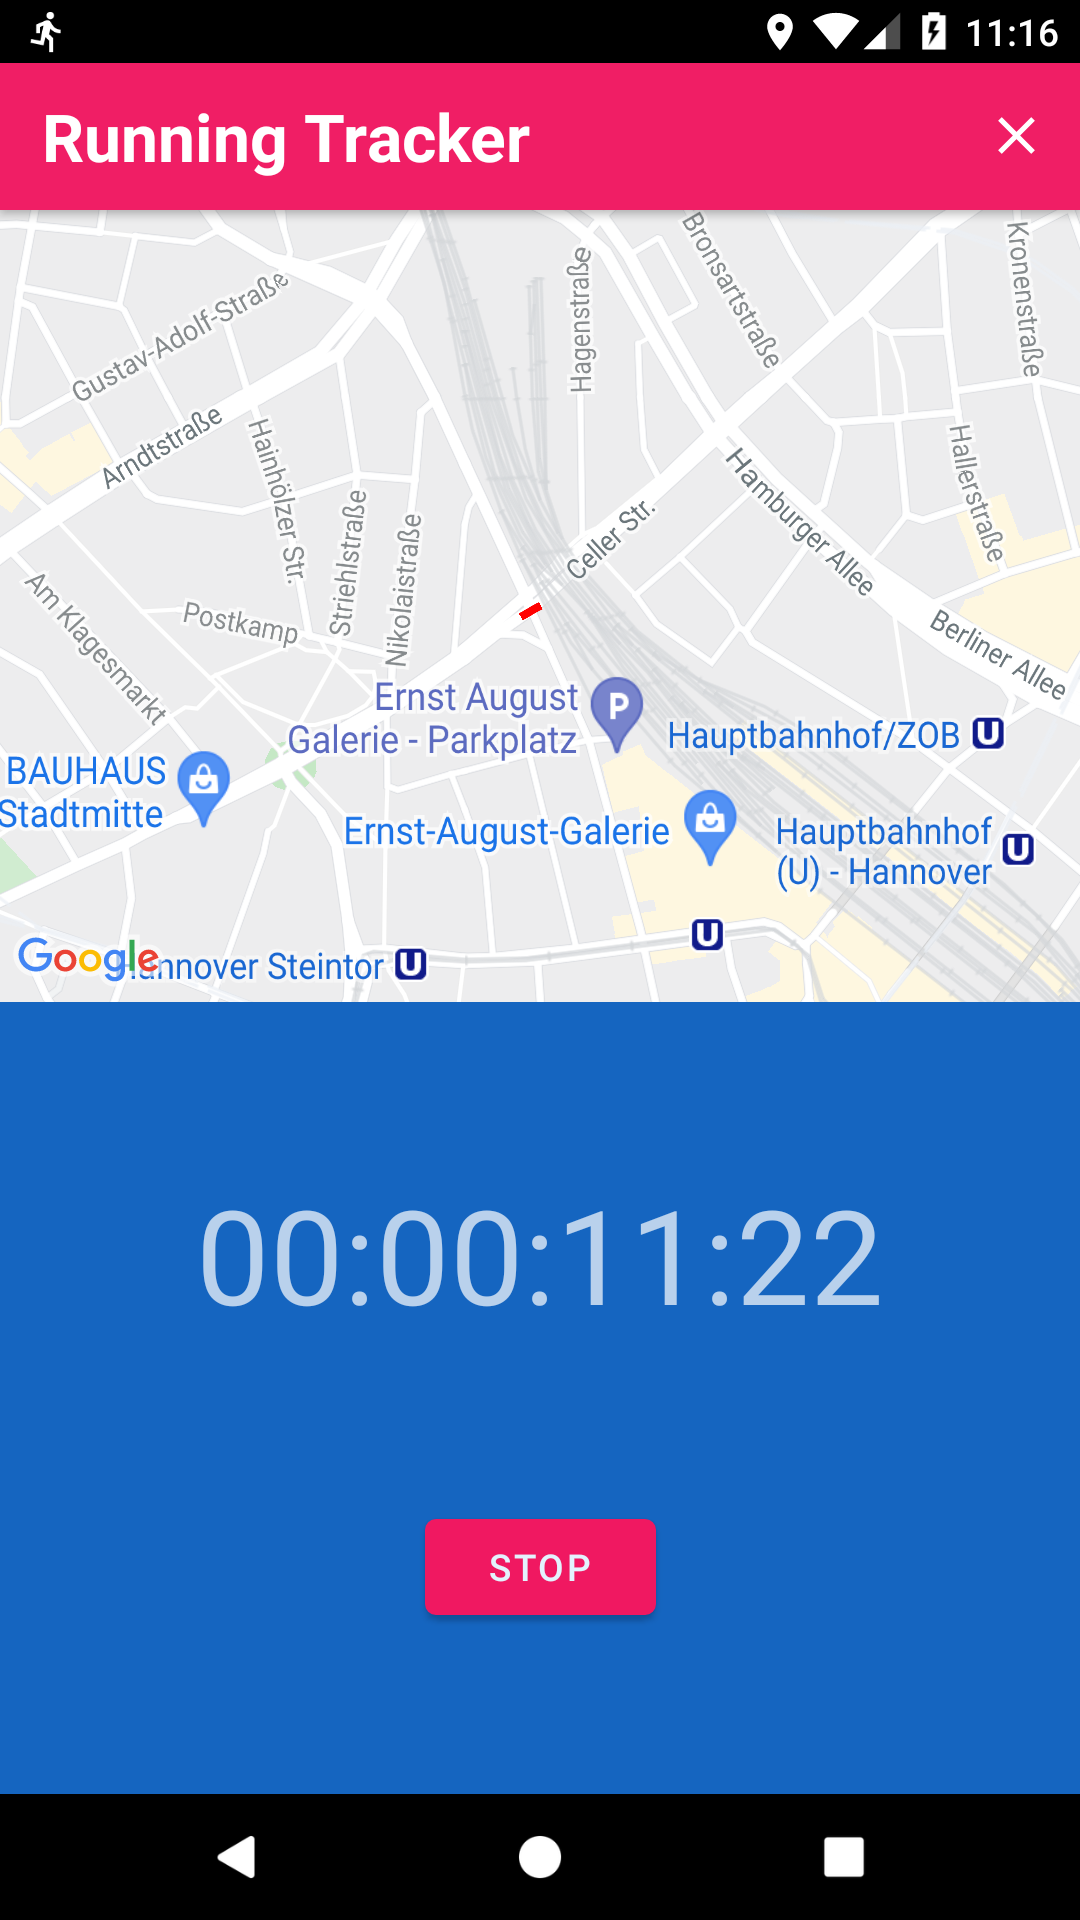 11:16
Running Tracker
Bronsartstraße
Kronenstraße
Hagenstraße
Gustav-Adolf-Straße
Arndtstraße
Hainhölzer Str.
Hallerstraße
Hamburger Allee
Striehlstraße
Celler Str.
Nikolaistraße
Am Klagesmarkt
Postkamp
Berliner Allee
Ernst August
Galerie - Parkplatz
P
Hauptbahnhof/ZOB U
BAUHAUS
Stadtmitte
Ernst-August-Galerie
Hauptbahnhof
(U) - Hannover
U
U
Google
annover Steintor U
00:00:11:22
STOP